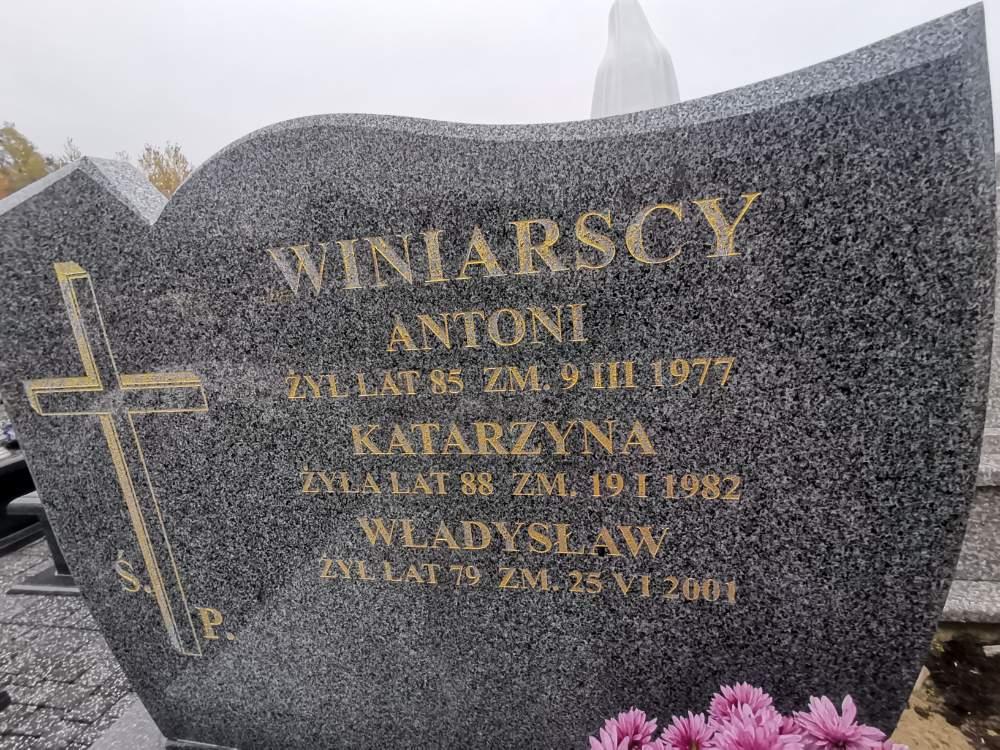 WINIARSCY
ANTONI
ŻYŁ LAT 85 ZM. 9 III 1977
KATARZYNA
ŻYŁA LAT 88 ZM. 19 I 1982
WŁADYSŁAW
ŻYŁ LAT 79 ZM. 25 VI 2001
Ś.
P.